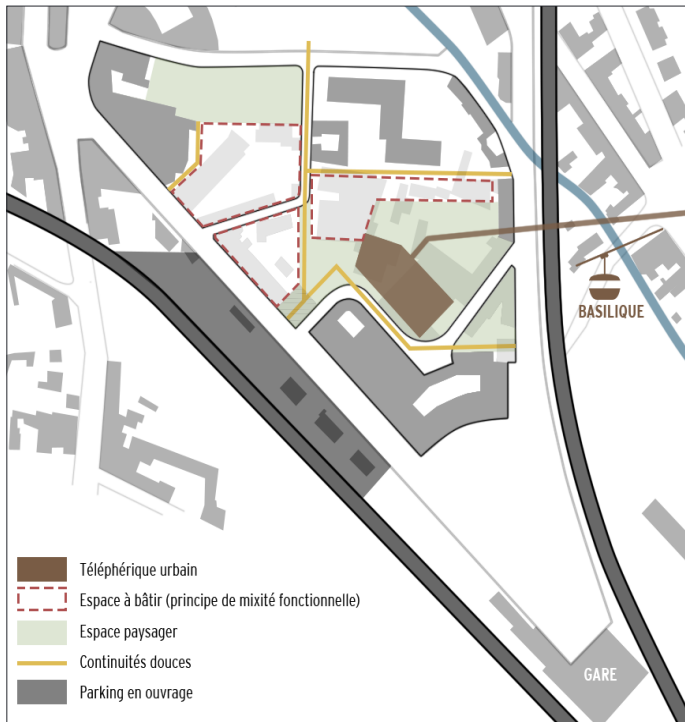 BASILIQUE
Téléphérique urbain
Espace à bâtir (principe de mixité fonctionnelle)
Espace paysager
Continuités douces
Parking en ouvrage
GARE